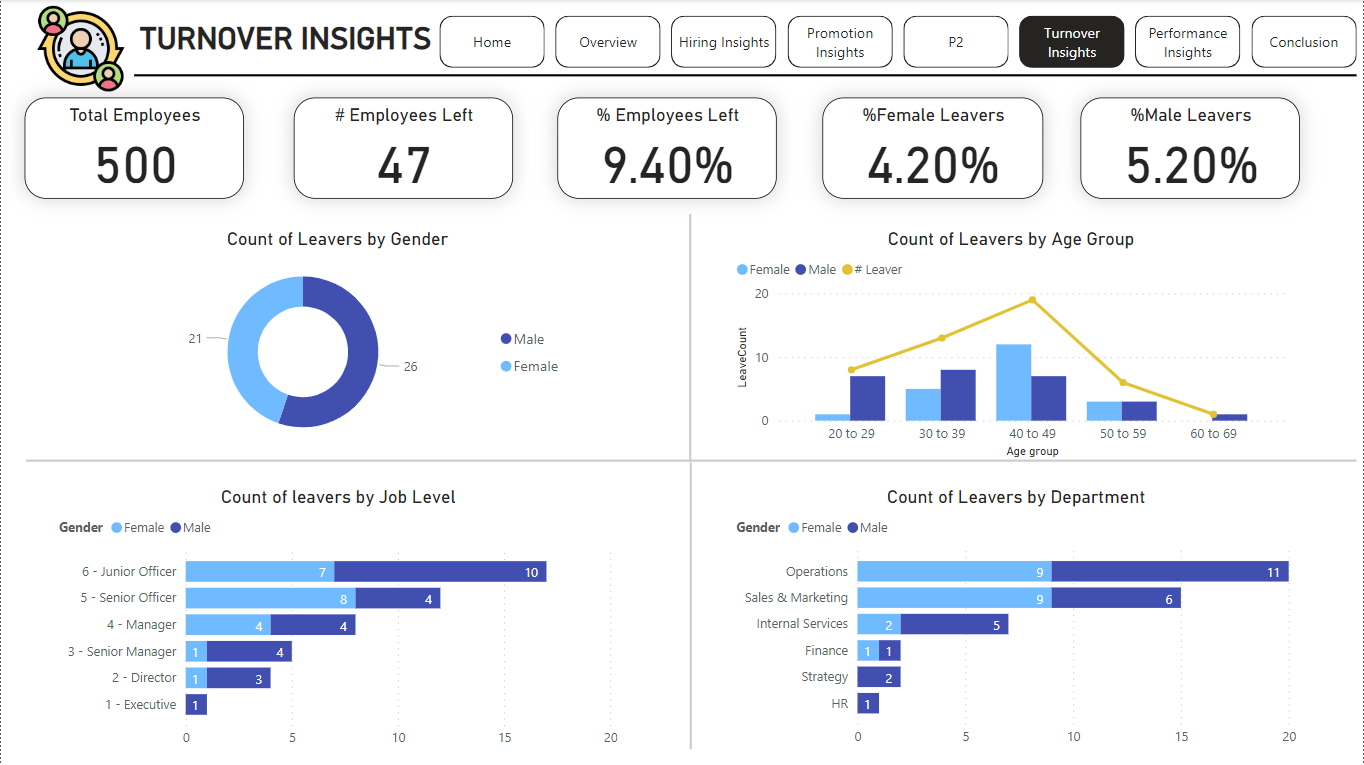 TURNOVER INSIGHTS
Home
Overview
Hiring Insights
Promotion
Insights
P2
Turnover
Insights
Performance
Insights
Conclusion
Total Employees
500
# Employees Left
47
% Employees Left
9.40%
%Female Leavers
4.20%
%Male Leavers
5.20%
Count of Leavers by Gender
21
26
Male
Female
Count of Leavers by Age Group
Female Male # Leaver
LeaveCount
20
10
0
20 to 29 30 to 39 40 to 49 50 to 59 60 to 69
Age group
Count of leavers by Job Level
Gender Female Male
6 - Junior Officer 7 10
5 - Senior Officer 8 4
4 - Manager 4 4
3 - Senior Manager 1 4
2 - Director 1 3
1 - Executive 1
0 5 10 15 20
Count of Leavers by Department
Gender Female Male
Operations 9 11
Sales & Marketing 9 6
Internal Services 2 5
Finance 1 1
Strategy 2
HR 1
0 5 10 15 20